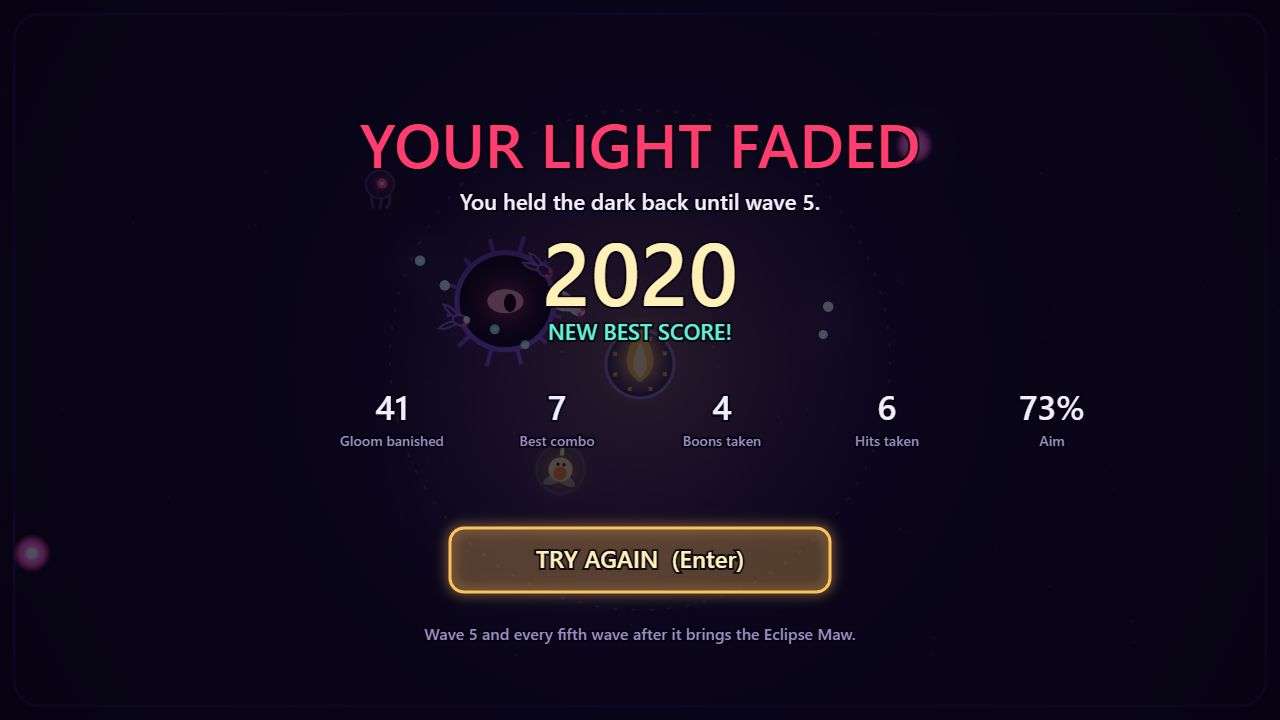 YOUR LIGHT FADED
You held the dark back until wave 5.
2020
NEW BEST SCORE!
41 7 4 6 73%
Gloom banished Best combo Boons taken Hits taken Aim
TRY AGAIN (Enter)
Wave 5 and every fifth wave after it brings the Eclipse Maw.